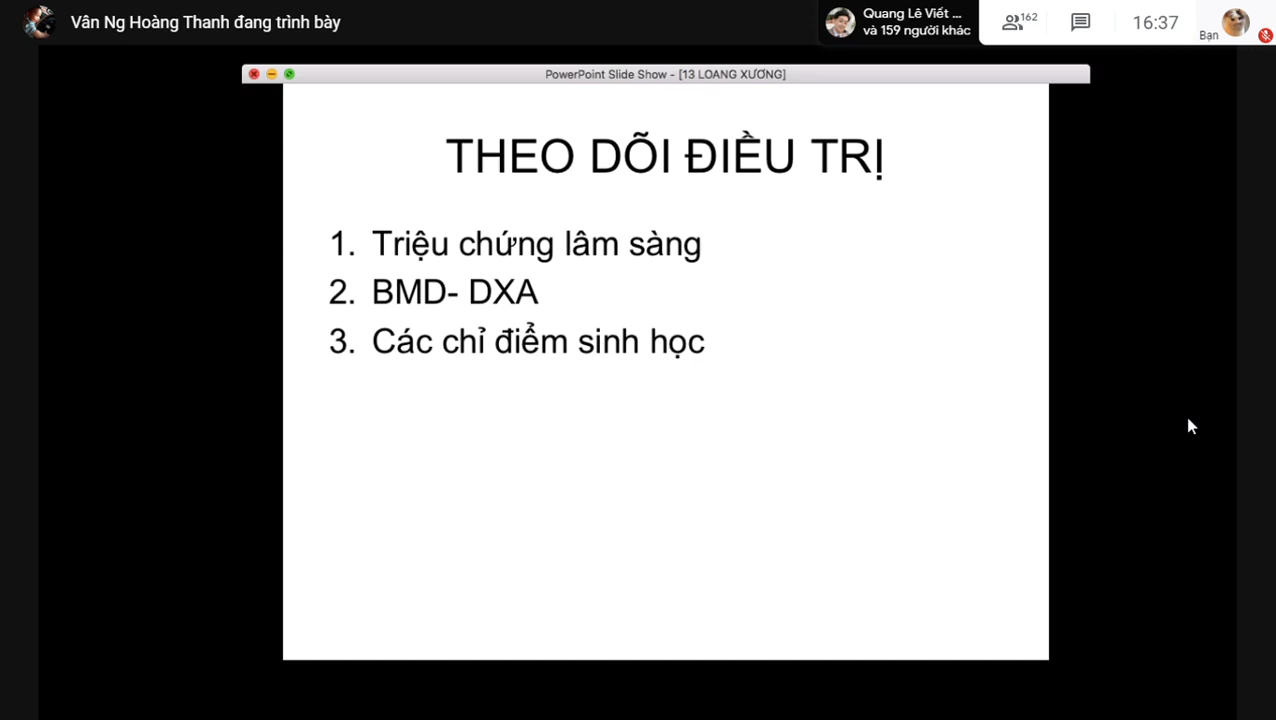 Vân Ng Hoàng Thanh đang trình bày
Quang Lê Viết ...
và 159 người khác
162
16:37
Bạn
PowerPoint Slide Show - [13 LOANG XƯƠNG]
THEO DÕI ĐIỀU TRỊ
1. Triệu chứng lâm sàng
2. BMD- DXA
3. Các chỉ điểm sinh học